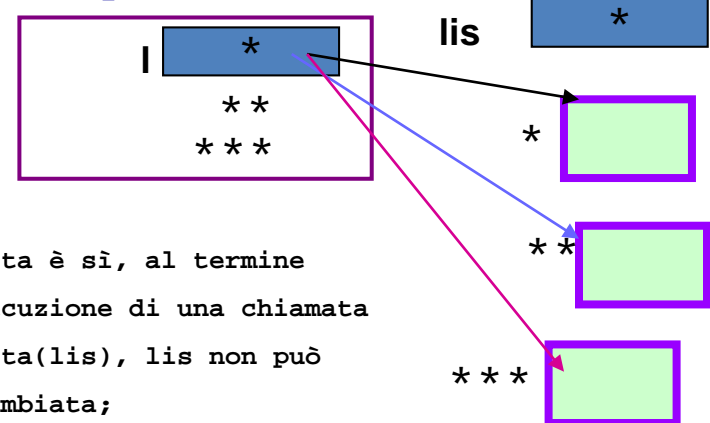 l * lis *
**
*
***
**
ta è sì, al termine
cuzione di una chiamata
ta(lis), lis non può
***
mbiata;